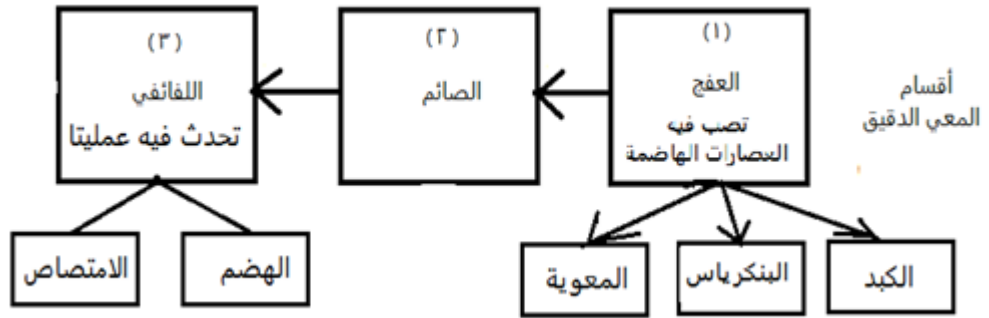 أقسام
المعي الدقيق
(١)
العفج
تصب فيه
العصارات الهاضمة
(٢)
الصائم
(٣)
اللفائفي
تحدث فيه عمليتا
الكبد
البنكرياس
المعوية
الهضم
الامتصاص